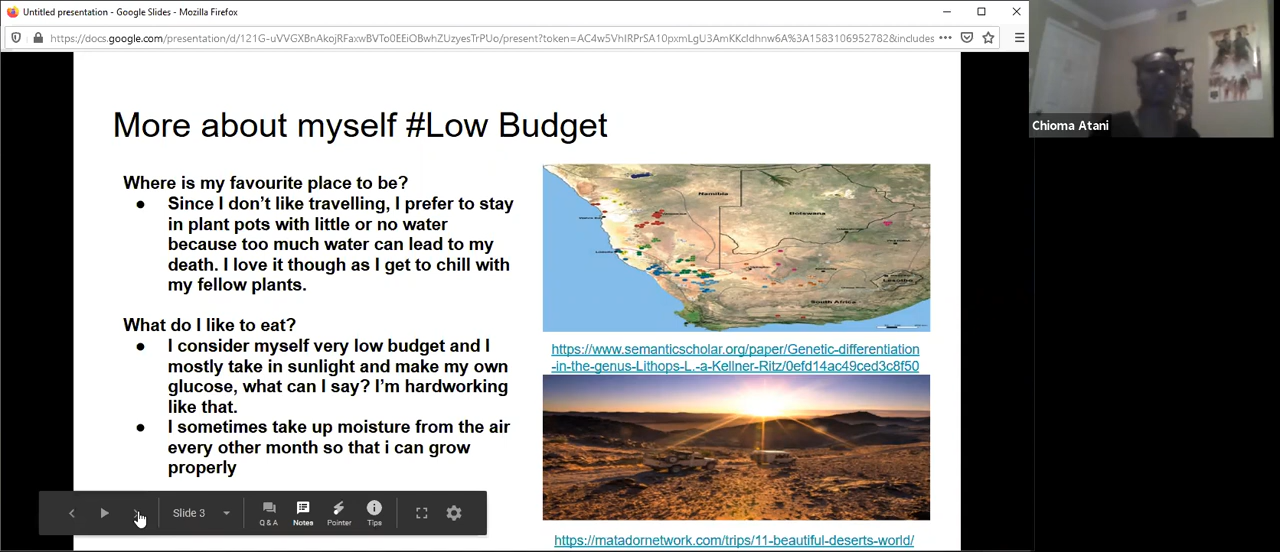 Untitled presentation - Google Slides - Mozilla Firefox
https://docs.google.com/presentation/d/121G-uVVGXBnAkojRFaxwBVTo0EEiOBwhZUzyesTrPUo/present?token=AC4w5VhIRPrSA10pxmLgU3AmKKcldhnw6A%3A1583106952782&includes
Chioma Atani
More about myself #Low Budget
Where is my favourite place to be?
● Since I don't like travelling, I prefer to stay
in plant pots with little or no water
because too much water can lead to my
death. I love it though as I get to chill with
my fellow plants.
What do I like to eat?
● I consider myself very low budget and I
mostly take in sunlight and make my own
glucose, what can I say? I'm hardworking
like that.
● I sometimes take up moisture from the air
every other month so that i can grow
properly
Namibia
Botswana
South Africa
https://www.semanticscholar.org/paper/Genetic-differentiation
-in-the-genus-Lithops-L.-a-Kellner-Ritz/0efd14ac49ced3c8f50
https://matadornetwork.com/trips/11-beautiful-deserts-world/
Slide 3
Q & A
Notes
Pointer
Tips